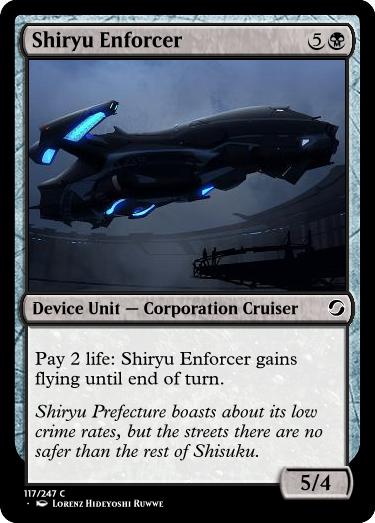 Shiryu Enforcer 5
Device Unit — Corporation Cruiser
Pay 2 life: Shiryu Enforcer gains
flying until end of turn.
Shiryu Prefecture boasts about its low
crime rates, but the streets there are no
safer than the rest of Shisuku.
5/4
117/247 C
· Lorenz Hideyoshi Ruwwe